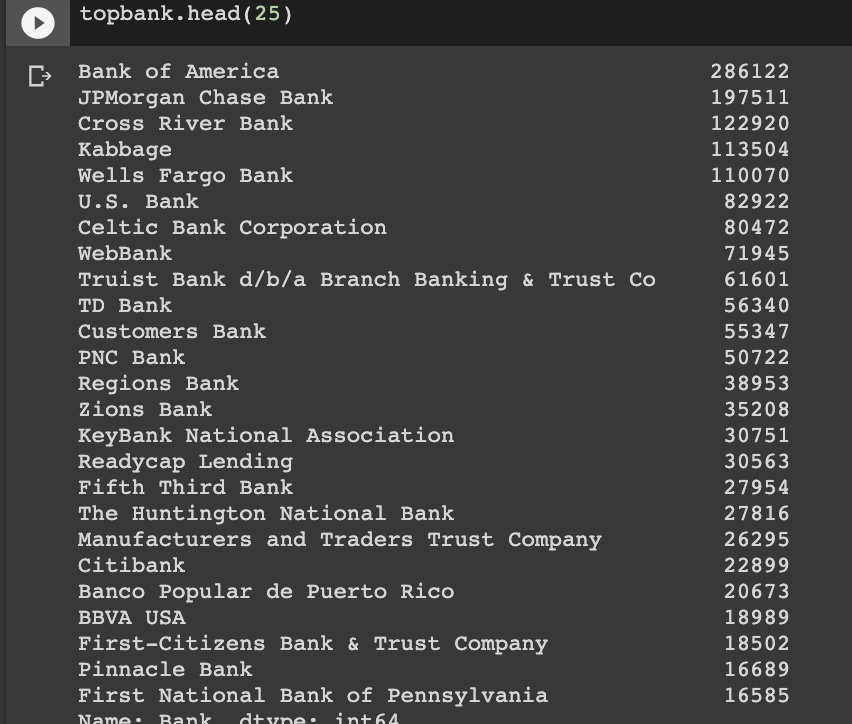 topbank.head(25)
Bank of America 286122
JPMorgan Chase Bank 197511
Cross River Bank 122920
Kabbage 113504
Wells Fargo Bank 110070
U.S. Bank 82922
Celtic Bank Corporation 80472
WebBank 71945
Truist Bank d/b/a Branch Banking & Trust Co 61601
TD Bank 56340
Customers Bank 55347
PNC Bank 50722
Regions Bank 38953
Zions Bank 35208
KeyBank National Association 30751
Readycap Lending 30563
Fifth Third Bank 27954
The Huntington National Bank 27816
Manufacturers and Traders Trust Company 26295
Citibank 22899
Banco Popular de Puerto Rico 20673
BBVA USA 18989
First-Citizens Bank & Trust Company 18502
Pinnacle Bank 16689
First National Bank of Pennsylvania 16585
Name: Bank, dtype: int64